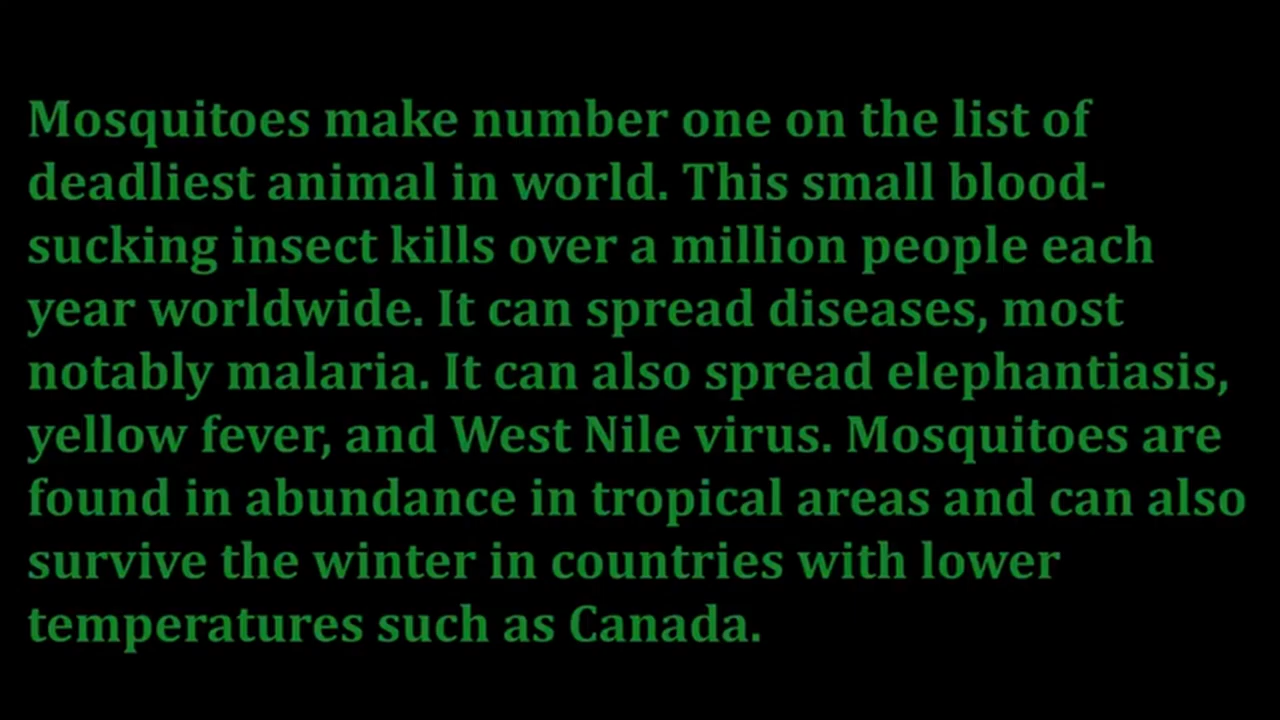 Mosquitoes make number one on the list of
deadliest animal in world. This small blood-
sucking insect kills over a million people each
year worldwide. It can spread diseases, most
notably malaria. It can also spread elephantiasis,
yellow fever, and West Nile virus. Mosquitoes are
found in abundance in tropical areas and can also
survive the winter in countries with lower
temperatures such as Canada.